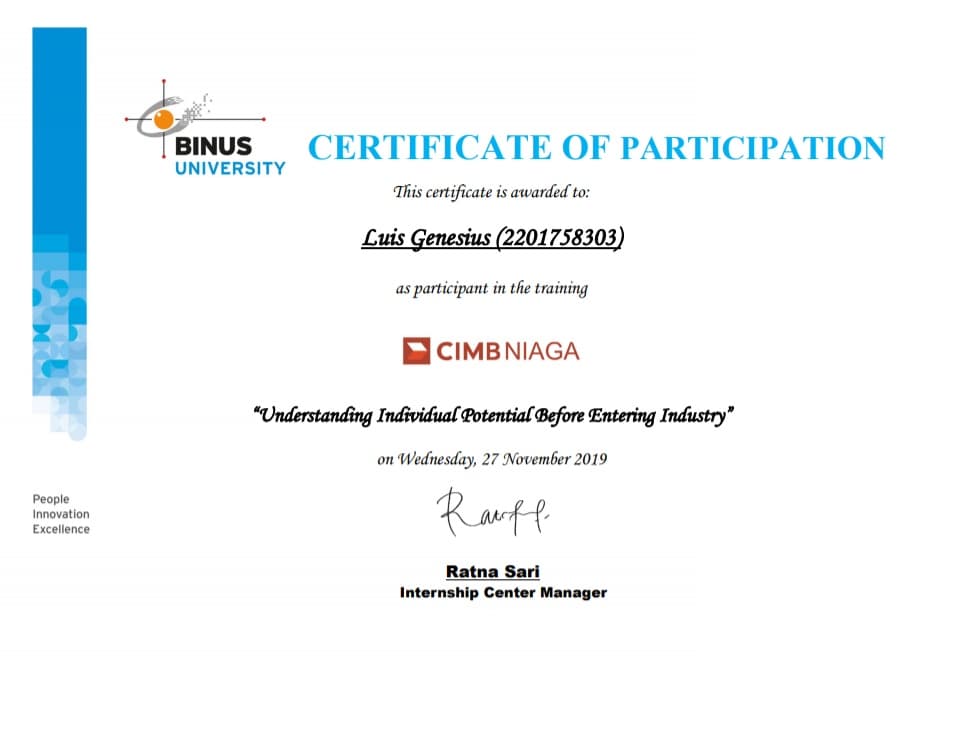 BINUS
UNIVERSITY
CERTIFICATE OF PARTICIPATION
This certificate is awarded to:
Luis Genesius (2201758303)
as participant in the training
CIMB NIAGA
“Understanding Individual Potential Before Entering Industry”
on Wednesday, 27 November 2019
People
Innovation
Excellence
Ratna Sari
Internship Center Manager